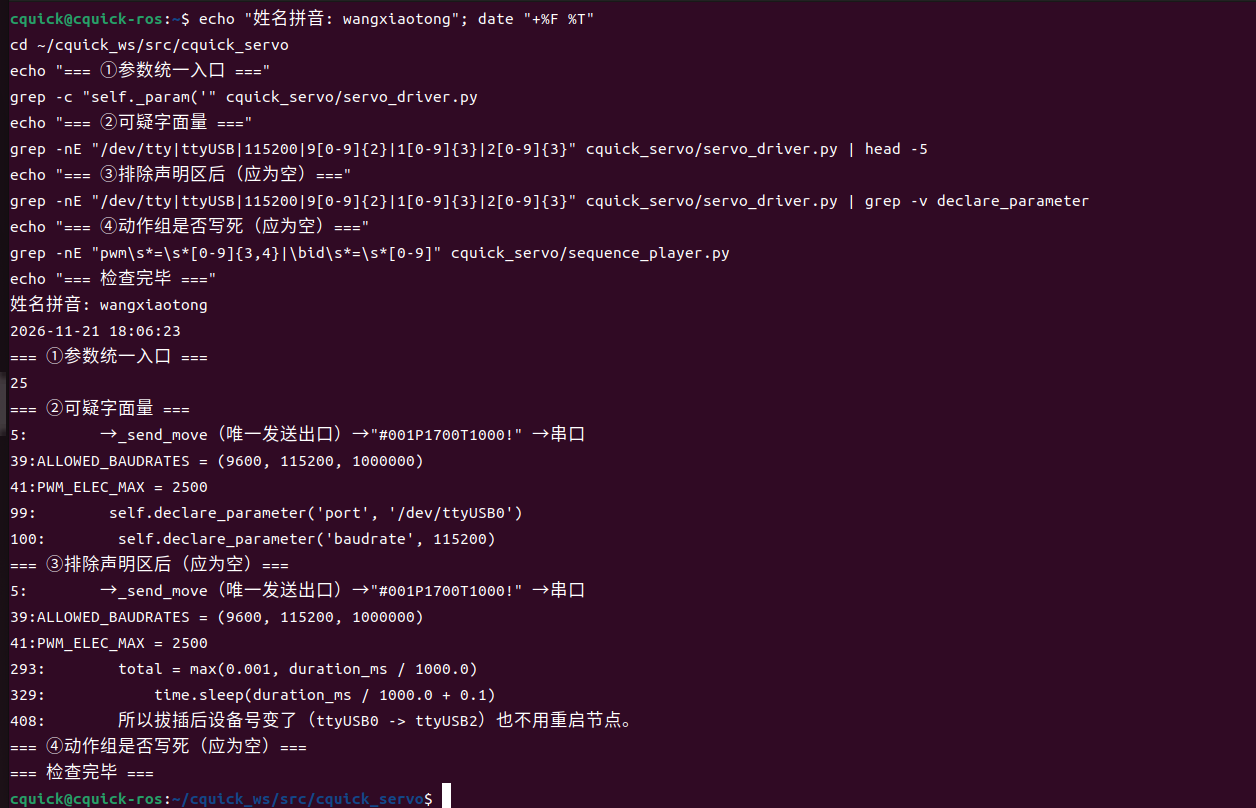 cquick@cquick-ros:~$ echo "姓名拼音: wangxiaotong"; date "+%F %T"
cd ~/cquick_ws/src/cquick_servo
echo "=== ①参数统一入口 ==="
grep -c "self._param('" cquick_servo/servo_driver.py
echo "=== ②可疑字面量 ==="
grep -nE "/dev/tty|ttyUSB|115200|9[0-9]{2}|1[0-9]{3}|2[0-9]{3}" cquick_servo/servo_driver.py | head -5
echo "=== ③排除声明区后（应为空）==="
grep -nE "/dev/tty|ttyUSB|115200|9[0-9]{2}|1[0-9]{3}|2[0-9]{3}" cquick_servo/servo_driver.py | grep -v declare_parameter
echo "=== ④动作组是否写死（应为空）==="
grep -nE "pwm\s*=\s*[0-9]{3,4}|\bid\s*=\s*[0-9]" cquick_servo/sequence_player.py
echo "=== 检查完毕 ==="
姓名拼音: wangxiaotong
2026-11-21 18:06:23
=== ①参数统一入口 ===
25
=== ②可疑字面量 ===
5:        →_send_move（唯一发送出口）→"#001P1700T1000!" →串口
39:ALLOWED_BAUDRATES = (9600, 115200, 1000000)
41:PWM_ELEC_MAX = 2500
99:        self.declare_parameter('port', '/dev/ttyUSB0')
100:        self.declare_parameter('baudrate', 115200)
=== ③排除声明区后（应为空）===
5:        →_send_move（唯一发送出口）→"#001P1700T1000!" →串口
39:ALLOWED_BAUDRATES = (9600, 115200, 1000000)
41:PWM_ELEC_MAX = 2500
293:        total = max(0.001, duration_ms / 1000.0)
329:            time.sleep(duration_ms / 1000.0 + 0.1)
408:        所以拔插后设备号变了（ttyUSB0 -> ttyUSB2）也不用重启节点。
=== ④动作组是否写死（应为空）===
=== 检查完毕 ===
cquick@cquick-ros:~/cquick_ws/src/cquick_servo$